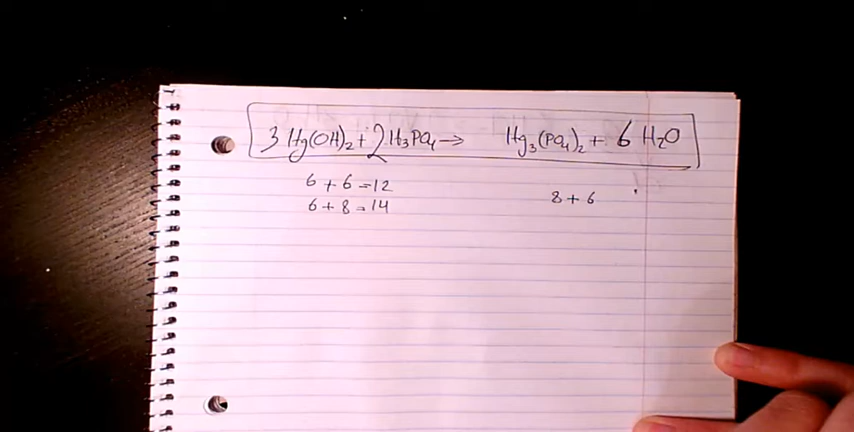 3 Hg(OH)₂ + 2 H₃PO₄ → Hg₃(PO₄)₂ + 6 H₂O
6 + 6 = 12
6 + 8 = 14 8 + 6